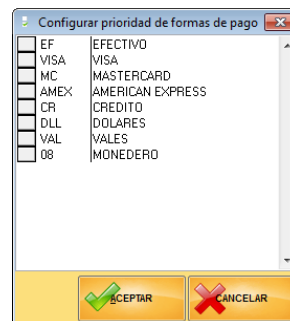 Configurar prioridad de formas de pago
EF EFECTIVO
VISA VISA
MC MASTERCARD
AMEX AMERICAN EXPRESS
CR CREDITO
DLL DOLARES
VAL VALES
08 MONEDERO
ACEPTAR CANCELAR